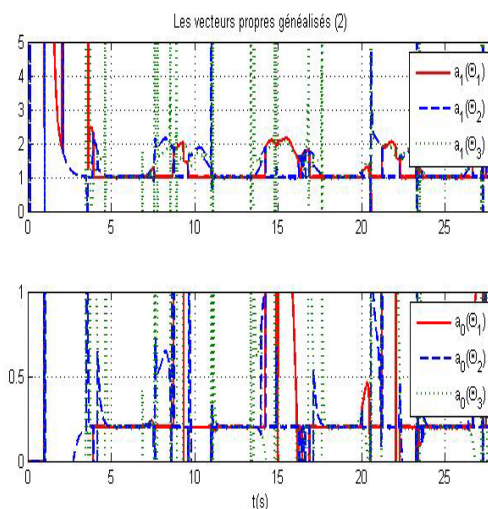 Les vecteurs propres généalisés (2)
5
4
3
2
1
0
0 5 10 15 20 25
a1(Θ1)
a1(Θ2)
a1(Θ3)
1
0.5
0
0 5 10 15 20 25
a0(Θ1)
a0(Θ2)
a0(Θ3)
t(s)